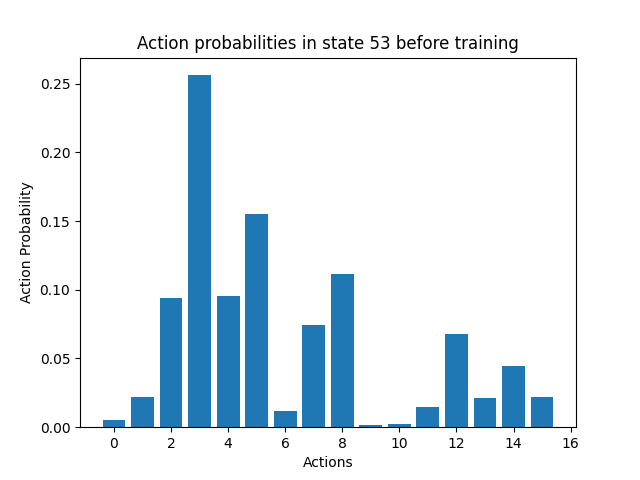 Action probabilities in state 53 before training
0.25
0.20
0.15
0.10
0.05
0.00
Action Probability
0 2 4 6 8 10 12 14 16
Actions